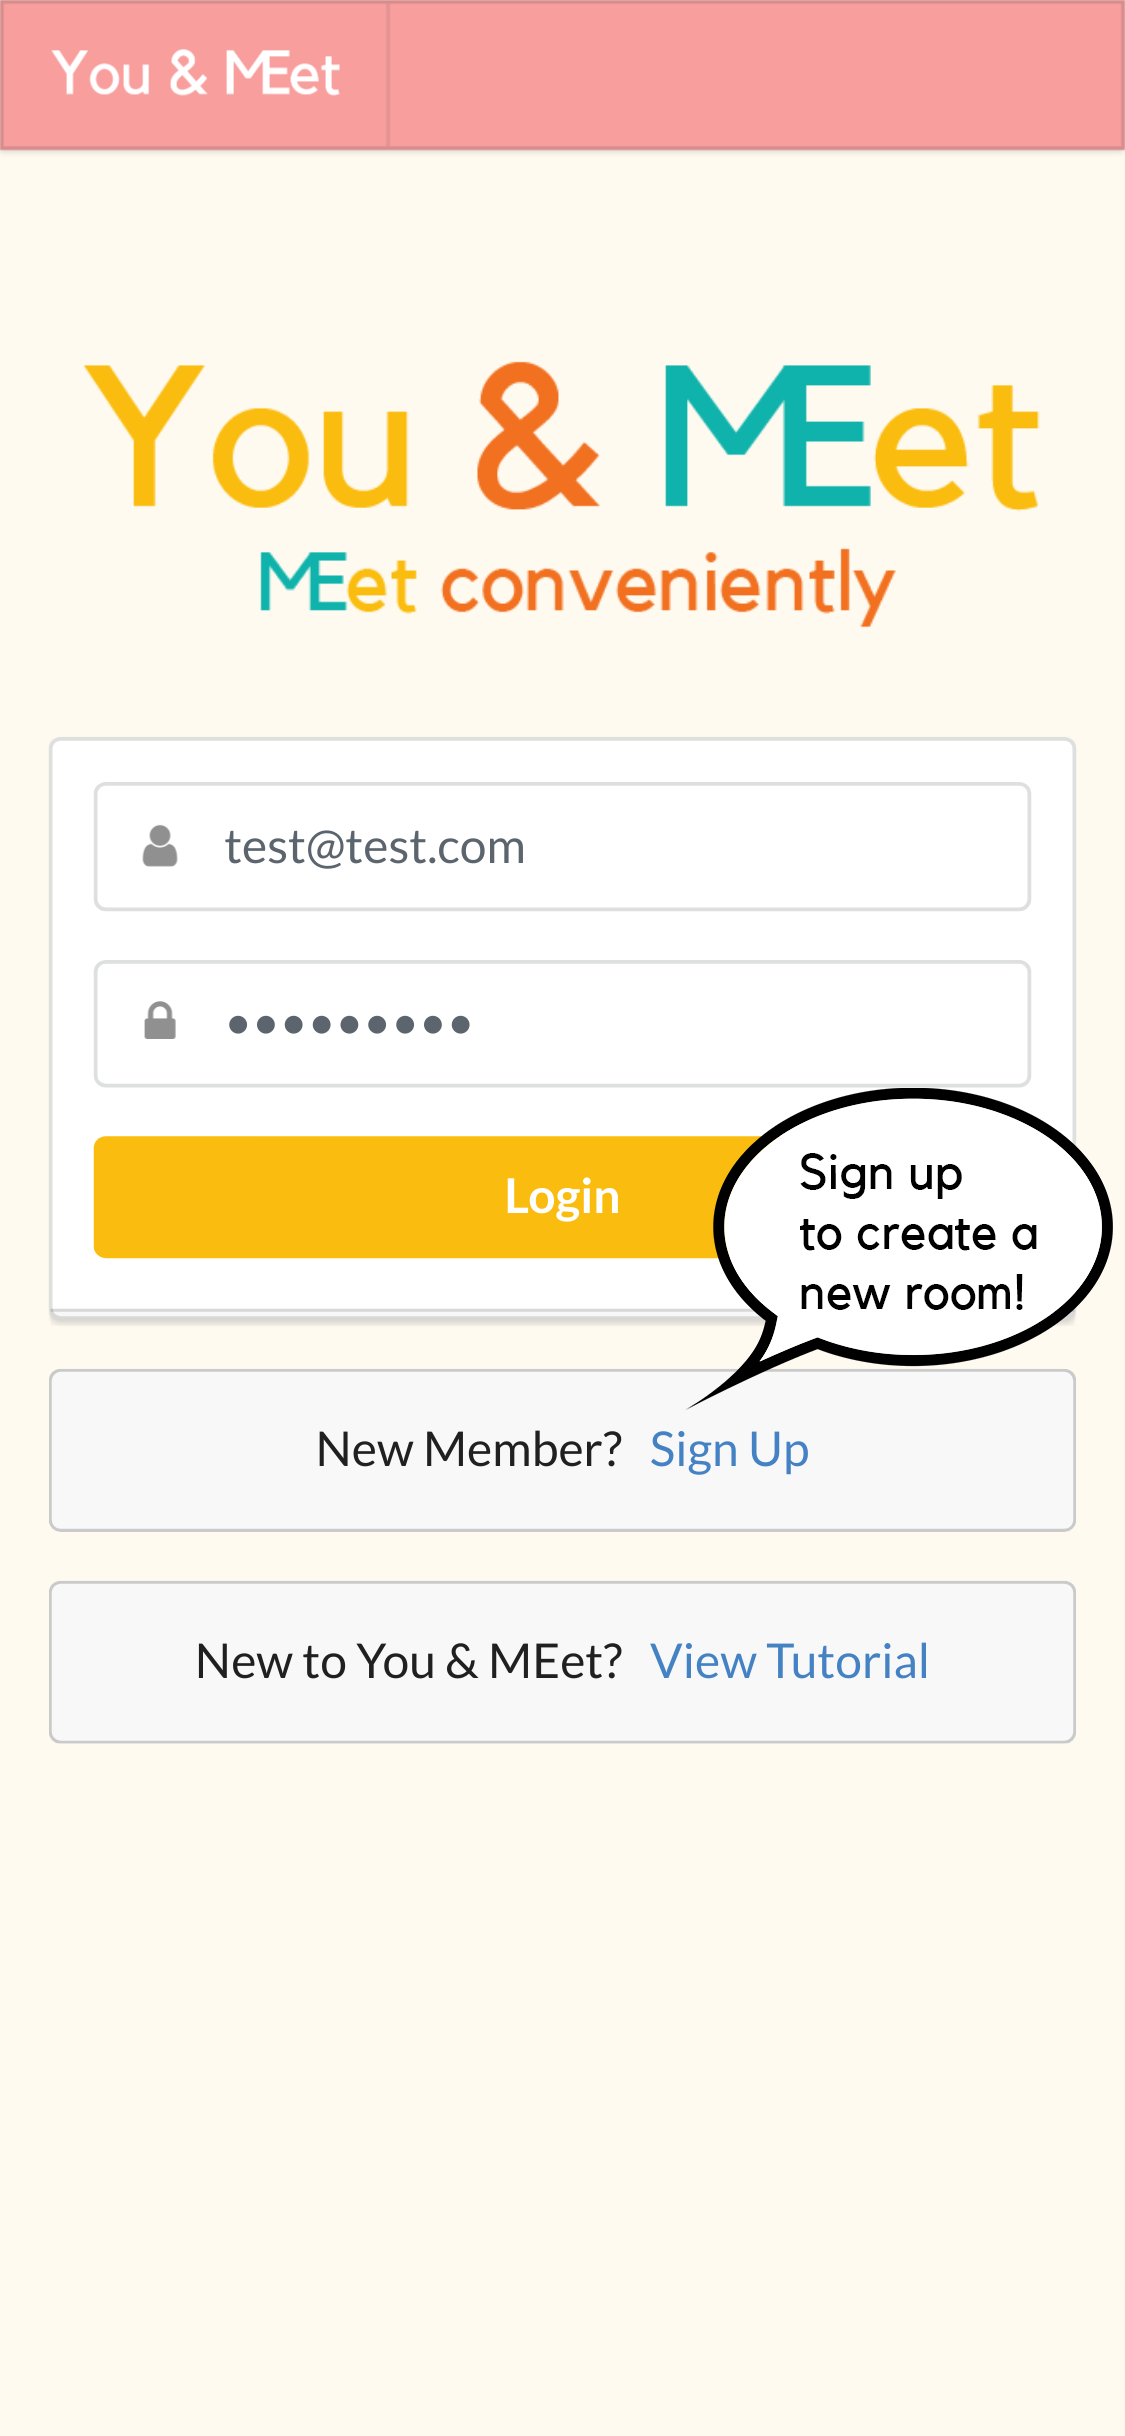 You & MEet
You & MEet
MEet conveniently
test@test.com
•••••••••
Login
Sign up
to create a
new room!
New Member? Sign Up
New to You & MEet? View Tutorial